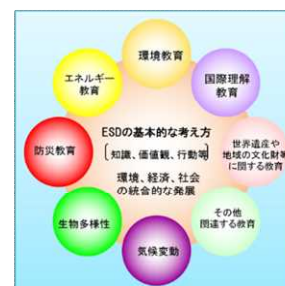 環境教育
エネルギー
教育
国際理解
教育
防災教育
ESDの基本的な考え方
[知識、価値観、行動等]
環境、経済、社会
の統合的な発展
世界遺産や
地域の文化財等
に関する教育
生物多様性
その他
関連する教育
気候変動